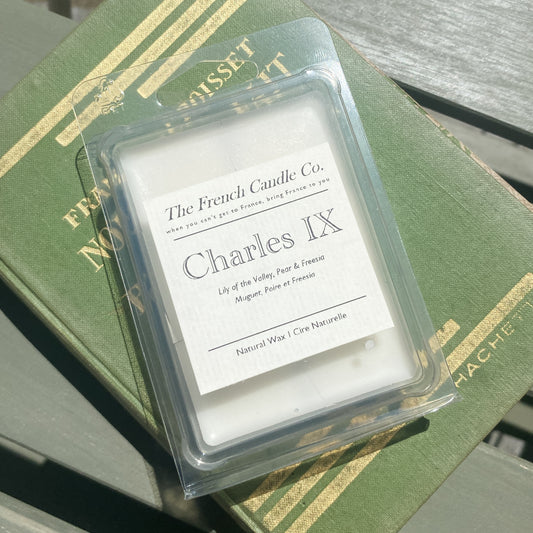 The French Candle Co.
when you can't get to France, bring France to you
Charles IX
Lily of the Valley, Pear & Freesia
Muguet, Poire et Freesia
Natural Wax | Cire Naturelle
HACHETTE